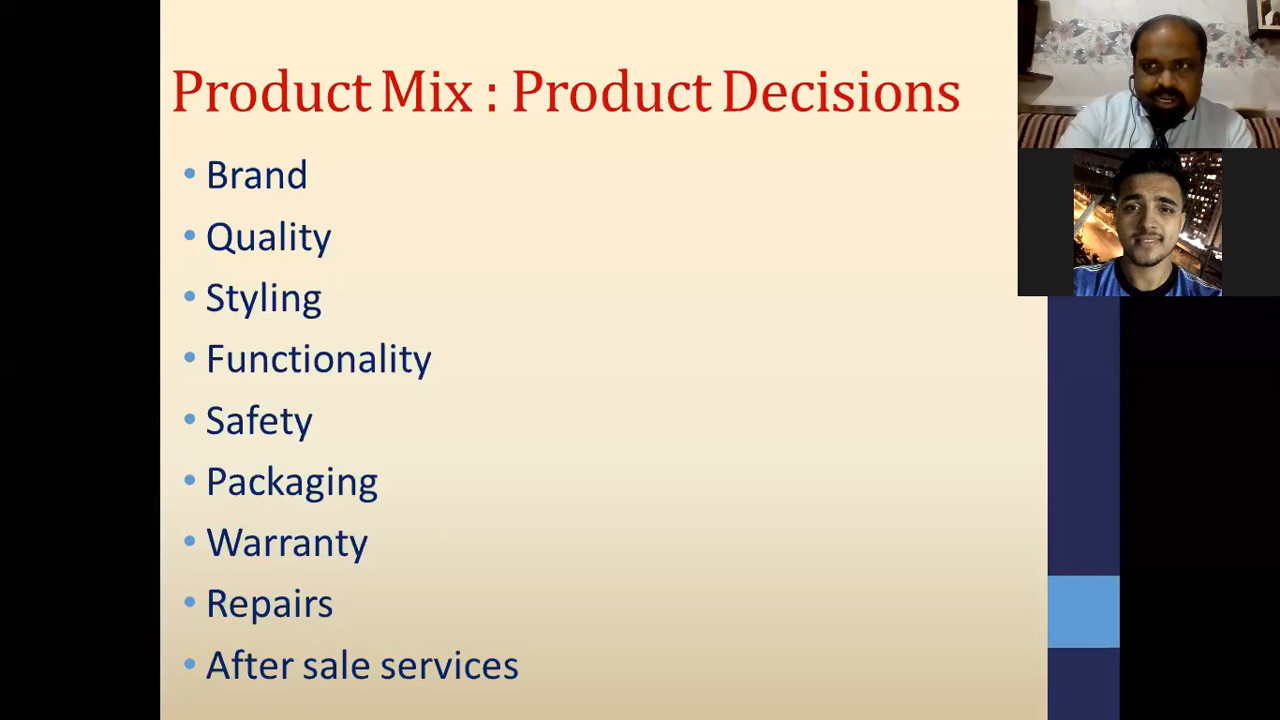 Product Mix : Product Decisions
• Brand
• Quality
• Styling
• Functionality
• Safety
• Packaging
• Warranty
• Repairs
• After sale services